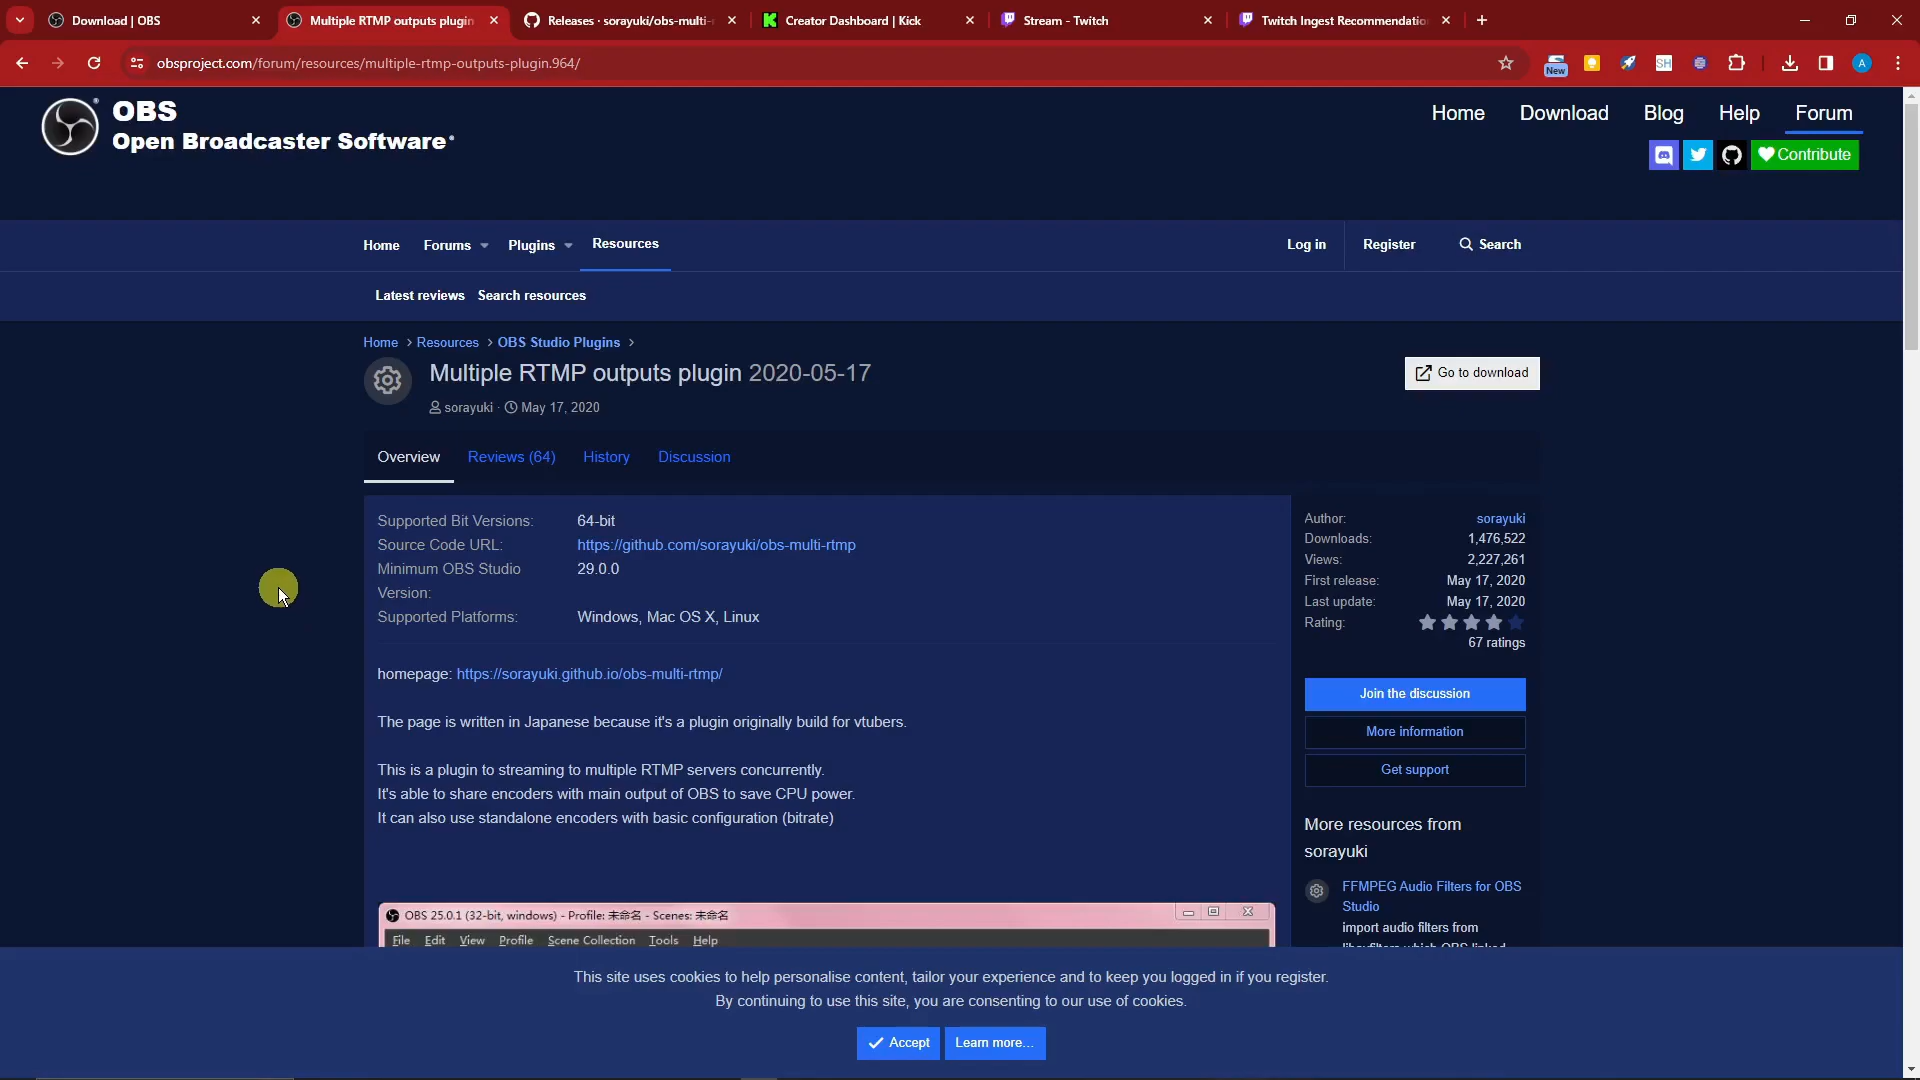 Download | OBS
Multiple RTMP outputs plugin
Releases · sorayuki/obs-multi-r
Creator Dashboard | Kick
Stream - Twitch
Twitch Ingest Recommendatio
obsproject.com/forum/resources/multiple-rtmp-outputs-plugin.964/
New
SH
A
OBS
Open Broadcaster Software
Home
Download
Blog
Help
Forum
Contribute
Home
Forums
Plugins
Resources
Log in
Register
Search
Latest reviews
Search resources
Home > Resources > OBS Studio Plugins >
Multiple RTMP outputs plugin 2020-05-17
Go to download
sorayuki · May 17, 2020
Overview
Reviews (64)
History
Discussion
Supported Bit Versions: 64-bit
Source Code URL: https://github.com/sorayuki/obs-multi-rtmp
Minimum OBS Studio Version: 29.0.0
Supported Platforms: Windows, Mac OS X, Linux
homepage: https://sorayuki.github.io/obs-multi-rtmp/
The page is written in Japanese because it's a plugin originally build for vtubers.
This is a plugin to streaming to multiple RTMP servers concurrently.
It's able to share encoders with main output of OBS to save CPU power.
It can also use standalone encoders with basic configuration (bitrate)
OBS 25.0.1 (32-bit, windows) - Profile: 未命名 - Scenes: 未命名
File Edit View Profile Scene Collection Tools Help
Author: sorayuki
Downloads: 1,476,522
Views: 2,227,261
First release: May 17, 2020
Last update: May 17, 2020
Rating:
67 ratings
Join the discussion
More information
Get support
More resources from
sorayuki
FFMPEG Audio Filters for OBS
Studio
import audio filters from
This site uses cookies to help personalise content, tailor your experience and to keep you logged in if you register.
By continuing to use this site, you are consenting to our use of cookies.
Accept
Learn more…